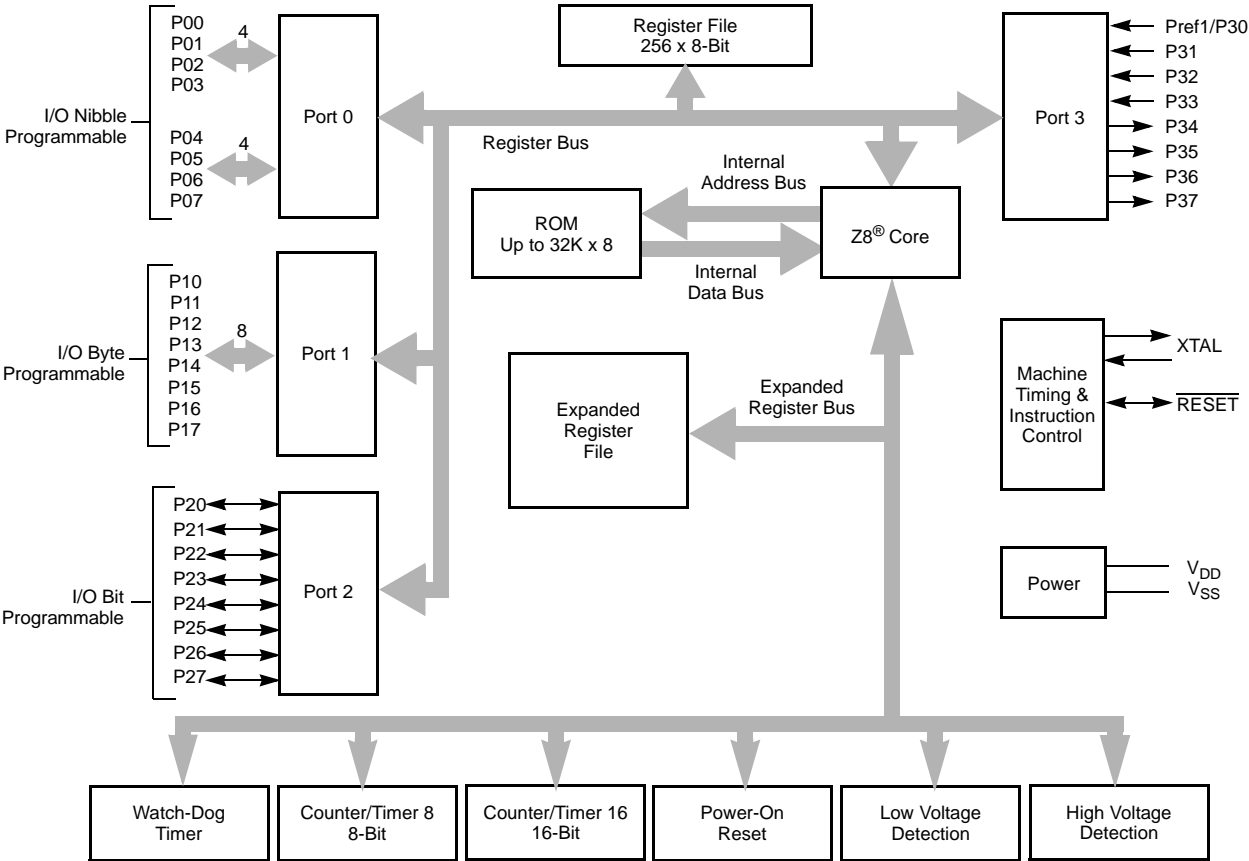 Register File
256 x 8-Bit
P00
P01
P02
P03
4
I/O Nibble
Programmable
P04
P05
P06
P07
4
Port 0
Register Bus
Port 3
Pref1/P30
P31
P32
P33
P34
P35
P36
P37
Internal
Address Bus
ROM
Up to 32K x 8
Z8® Core
Internal
Data Bus
P10
P11
P12
P13
P14
P15
P16
P17
8
I/O Byte
Programmable
Port 1
Expanded
Register
File
Expanded
Register Bus
Machine
Timing &
Instruction
Control
XTAL
RESET
P20
P21
P22
P23
P24
P25
P26
P27
I/O Bit
Programmable
Port 2
Power
VDD
VSS
Watch-Dog
Timer
Counter/Timer 8
8-Bit
Counter/Timer 16
16-Bit
Power-On
Reset
Low Voltage
Detection
High Voltage
Detection